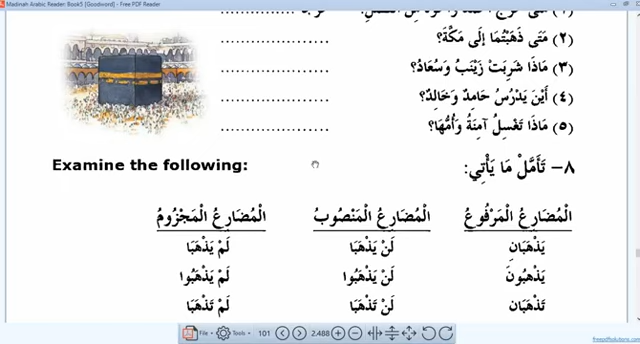 Madinah Arabic Reader: Book5 [Goodword] - Free PDF Reader
(٢) مَتَى ذَهَبْتُمَا إِلَى مَكَّةَ؟ ..............................
(٣) مَاذَا شَرِبَتْ زَيْنَبُ وَسُعَادُ؟ ..............................
(٤) أَيْنَ يَدْرُسُ حَامِدٌ وَخَالِدٌ؟ ..............................
(٥) مَاذَا تَغْسِلُ آمِنَةُ وَأُمُّهَا؟ ..............................
٨- تَأَمَّلْ مَا يَأْتِي:
Examine the following:
الْمُضَارِعُ الْمَرْفُوعُ الْمُضَارِعُ الْمَنْصُوبُ الْمُضَارِعُ الْمَجْزُومُ
يَذْهَبَانِ لَنْ يَذْهَبَا لَمْ يَذْهَبَا
يَذْهَبُونَ لَنْ يَذْهَبُوا لَمْ يَذْهَبُوا
تَذْهَبَانِ لَنْ تَذْهَبَا لَمْ تَذْهَبَا
File Tools 101 2.488
freepdfsolutions.com